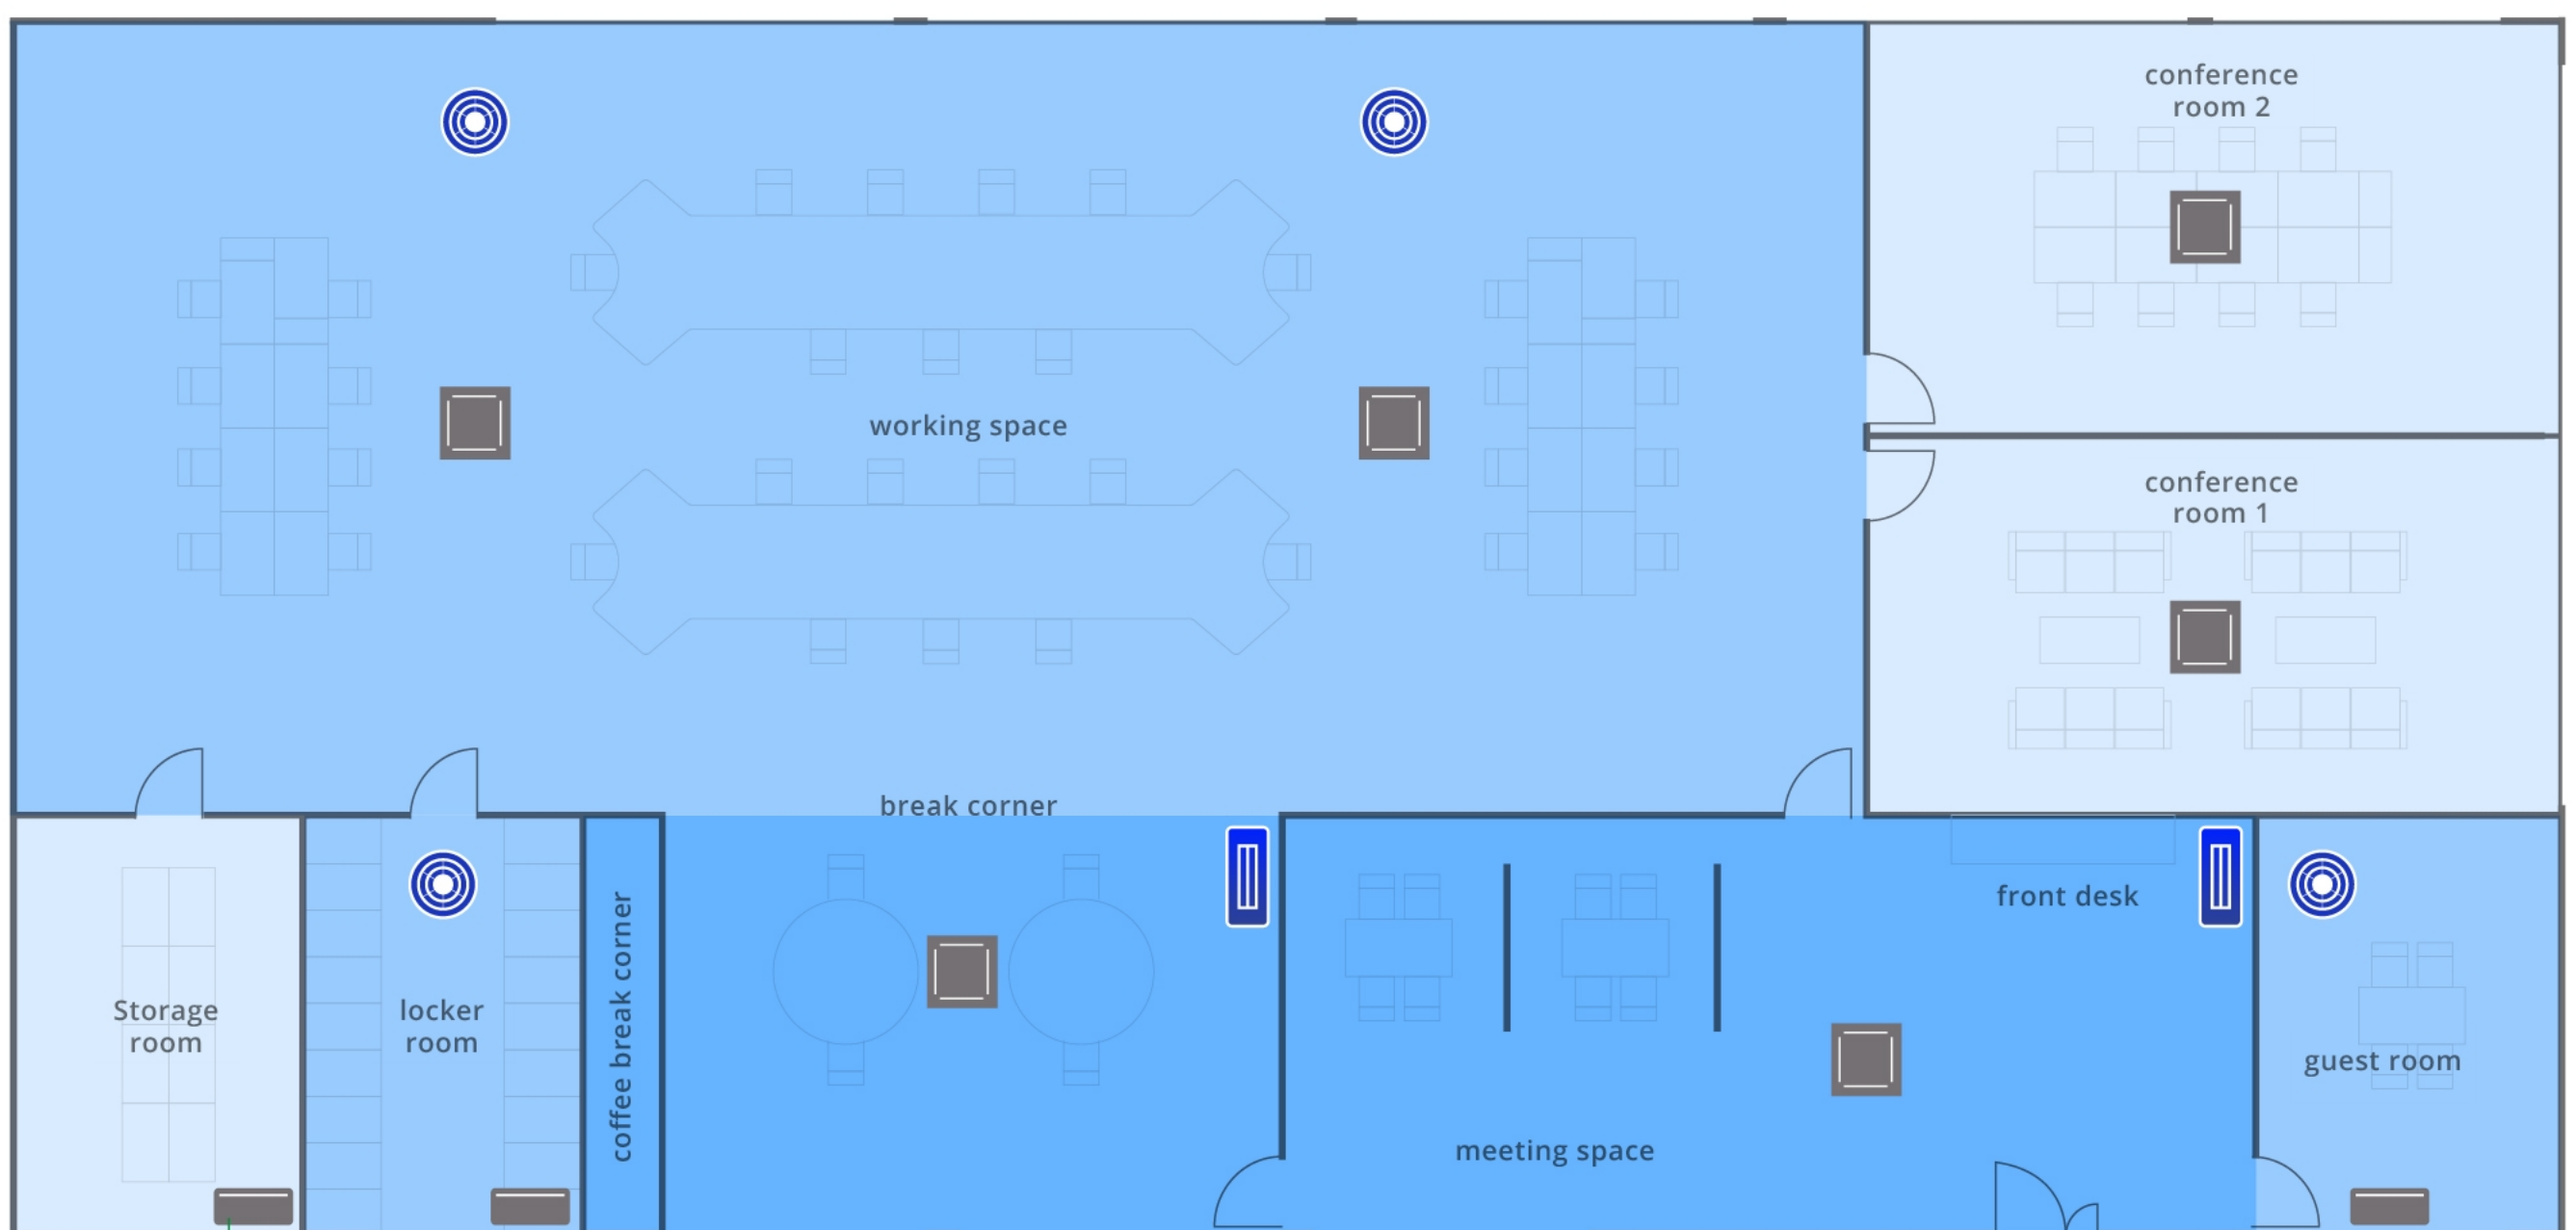 conference
room 2
working space
conference
room 1
break corner
front desk
Storage
room
locker
room
coffee break corner
guest room
meeting space